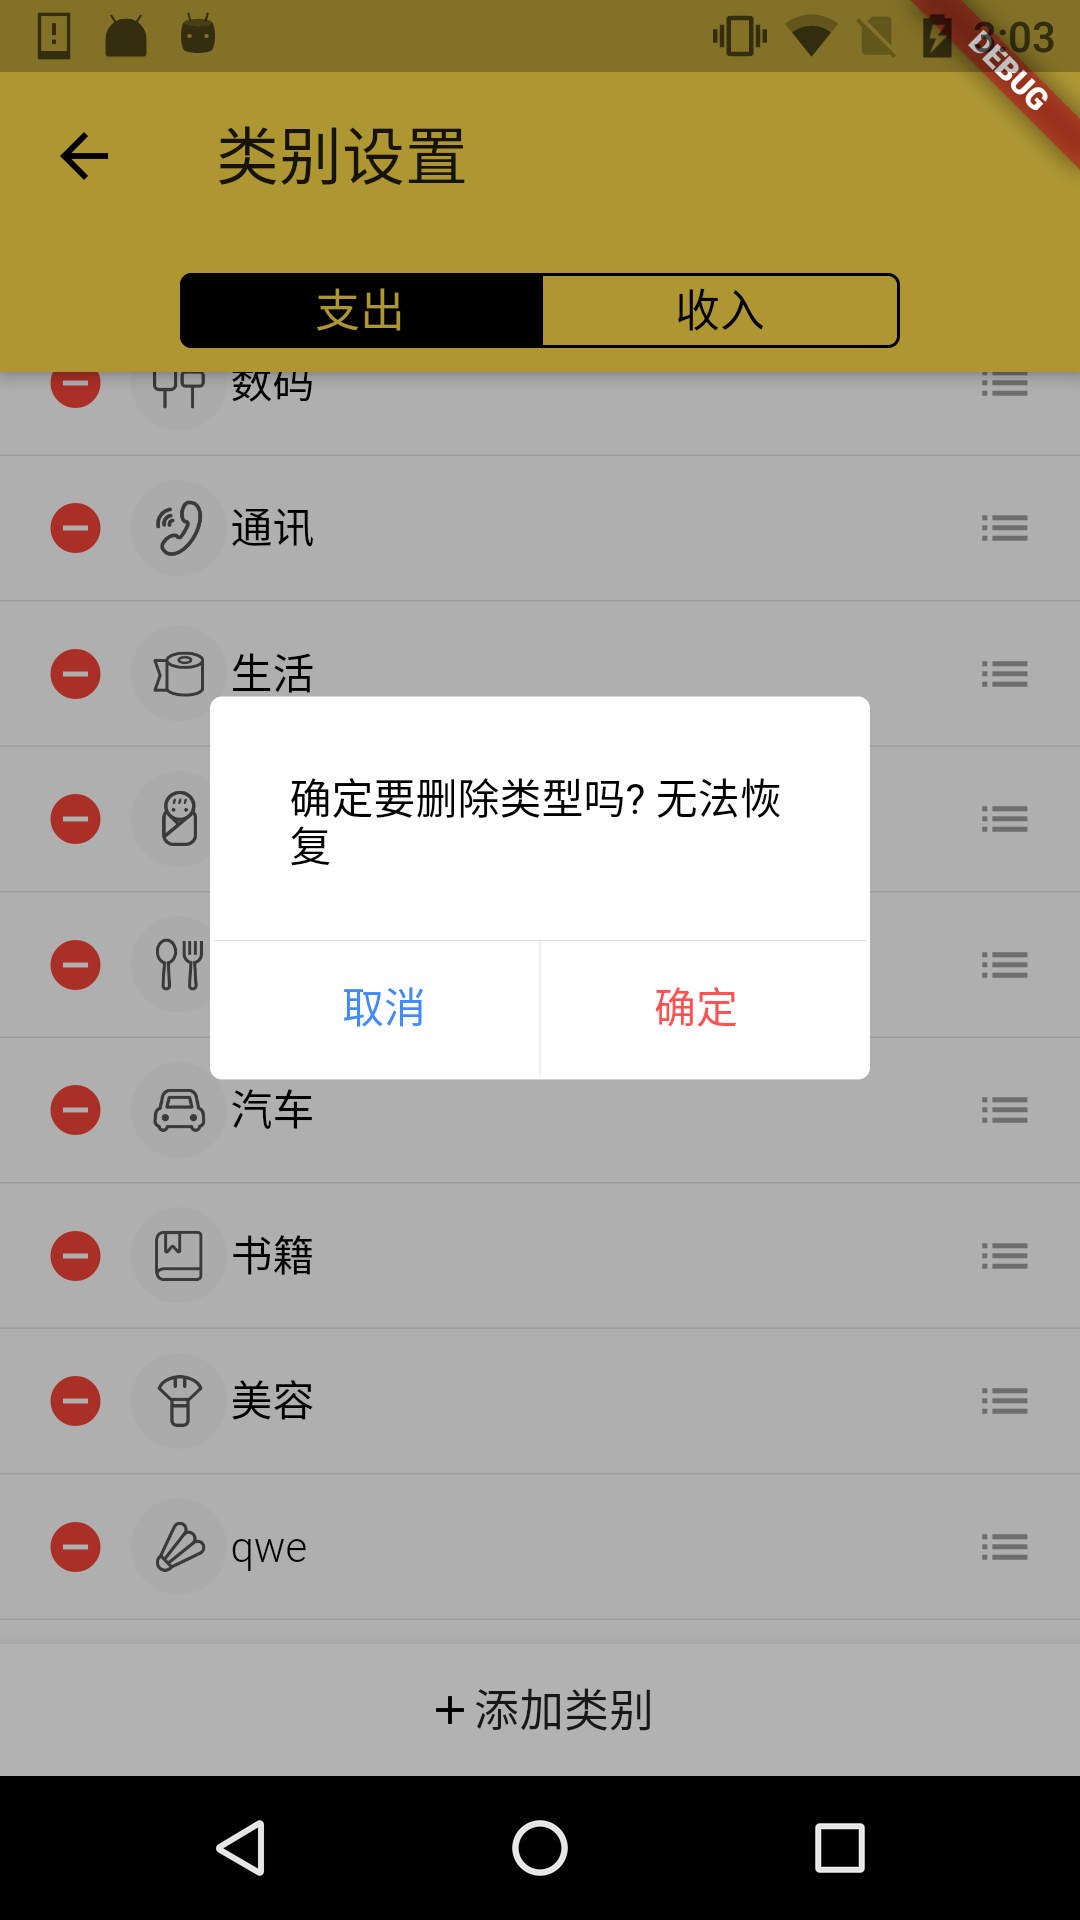 3:03
DEBUG
类别设置
支出
收入
数码
通讯
生活
确定要删除类型吗? 无法恢
复
取消
确定
汽车
书籍
美容
qwe
+ 添加类别